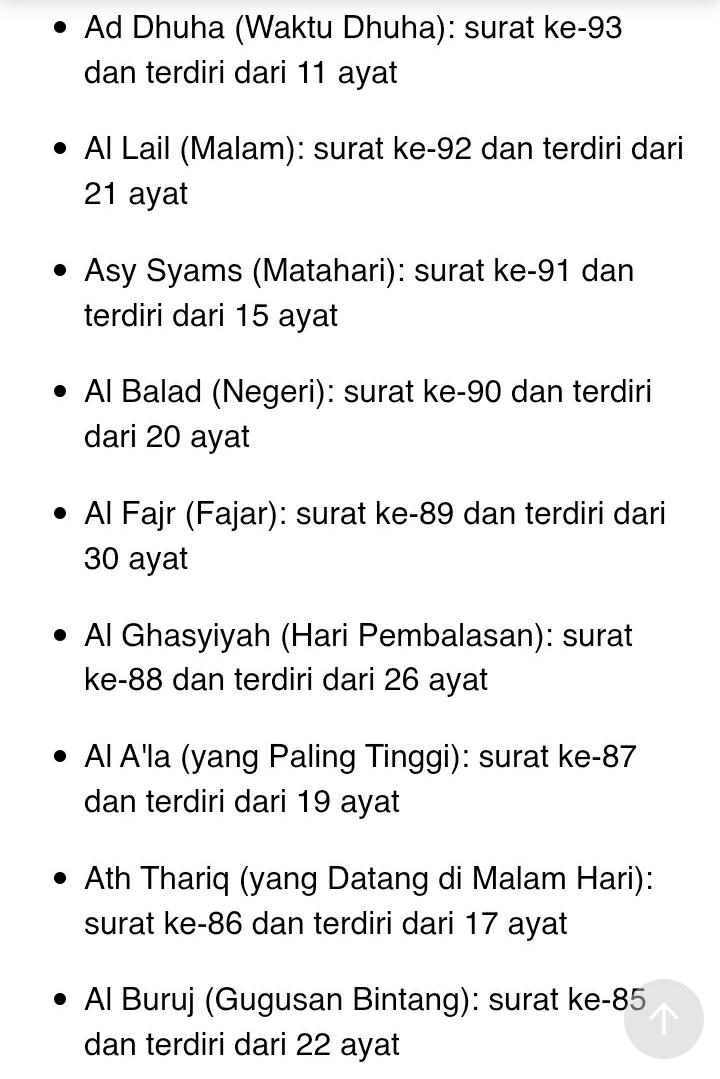 • Ad Dhuha (Waktu Dhuha): surat ke-93
dan terdiri dari 11 ayat
• Al Lail (Malam): surat ke-92 dan terdiri dari
21 ayat
• Asy Syams (Matahari): surat ke-91 dan
terdiri dari 15 ayat
• Al Balad (Negeri): surat ke-90 dan terdiri
dari 20 ayat
• Al Fajr (Fajar): surat ke-89 dan terdiri dari
30 ayat
• Al Ghasyiyah (Hari Pembalasan): surat
ke-88 dan terdiri dari 26 ayat
• Al A'la (yang Paling Tinggi): surat ke-87
dan terdiri dari 19 ayat
• Ath Thariq (yang Datang di Malam Hari):
surat ke-86 dan terdiri dari 17 ayat
• Al Buruj (Gugusan Bintang): surat ke-85
dan terdiri dari 22 ayat